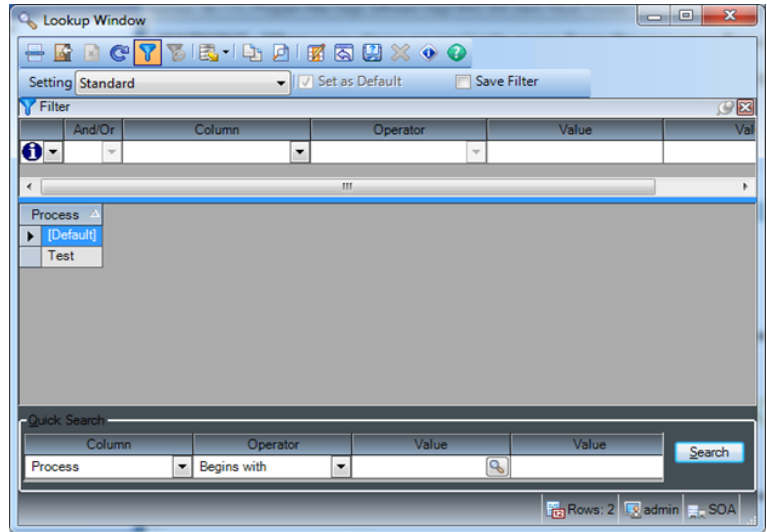 Lookup Window
Setting Standard Set as Default Save Filter
Filter
And/Or Column Operator Value Val
Process
[Default]
Test
Quick Search
Column Operator Value Value
Search
Process Begins with
Rows: 2 admin SOA